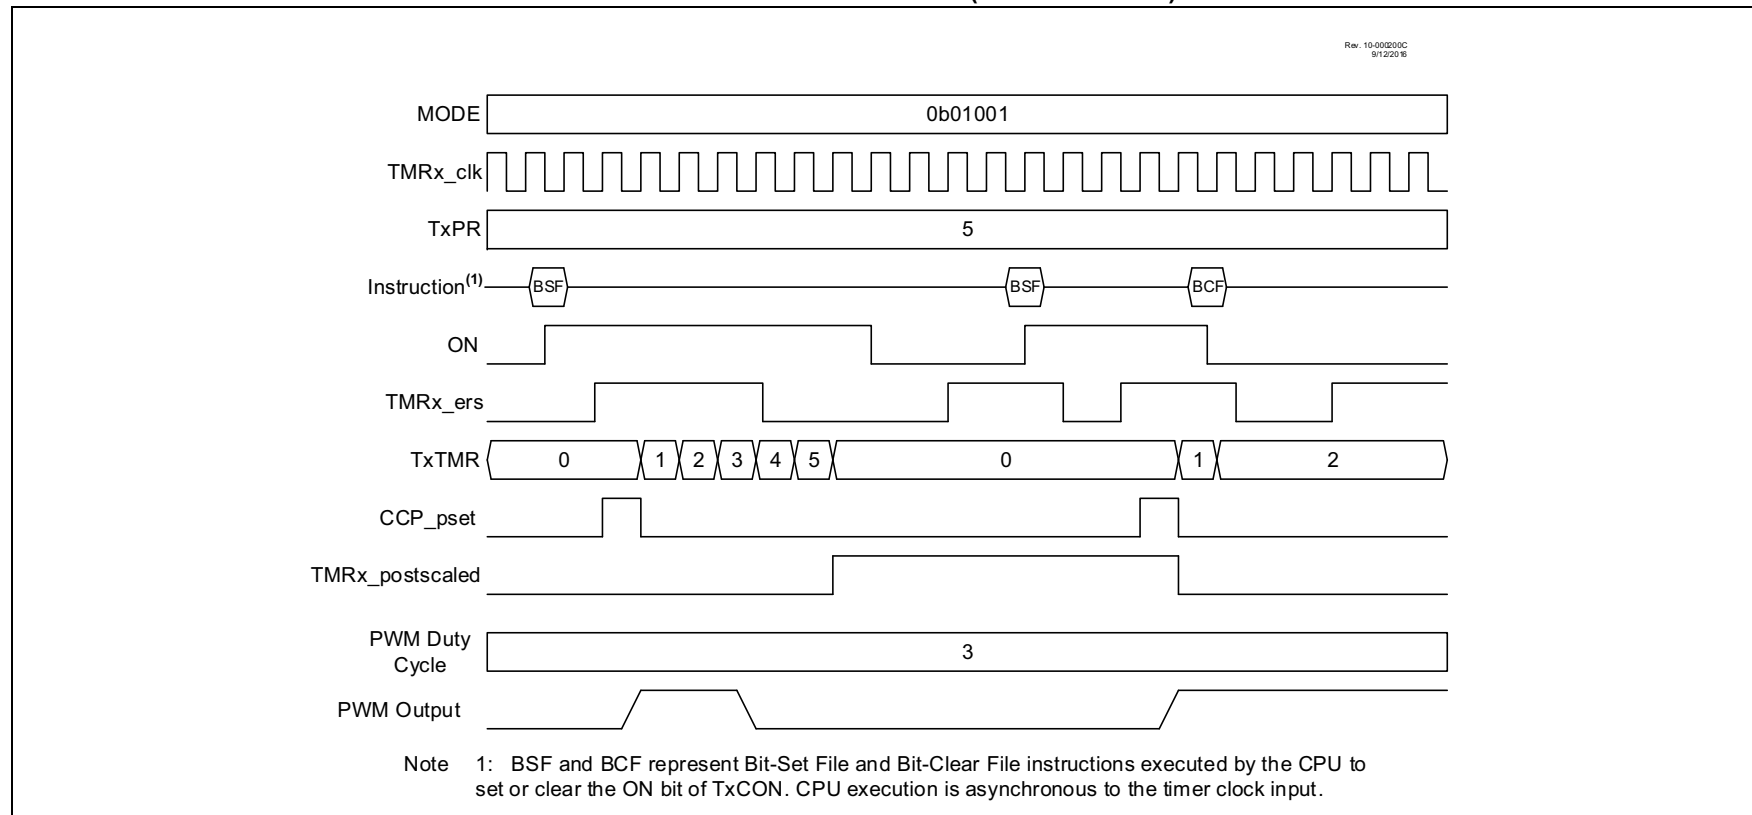 Rev. 10-000200C
9/12/2016
MODE 0b01001
TMRx_clk
TxPR 5
Instruction(1) BSF BSF BCF
ON
TMRx_ers
TxTMR 0 1 2 3 4 5 0 1 2
CCP_pset
TMRx_postscaled
PWM Duty
Cycle 3
PWM Output
Note 1: BSF and BCF represent Bit-Set File and Bit-Clear File instructions executed by the CPU to
set or clear the ON bit of TxCON. CPU execution is asynchronous to the timer clock input.